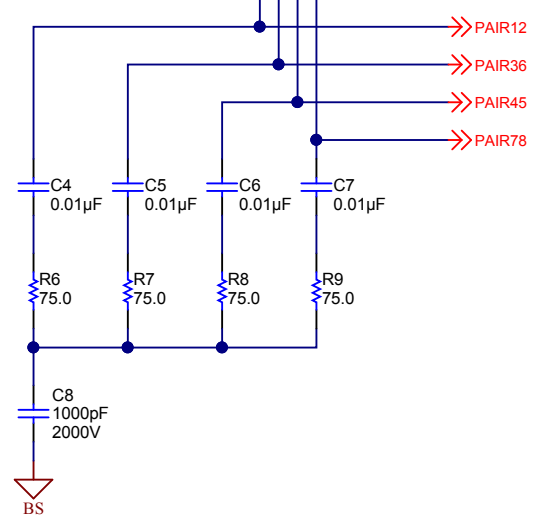 PAIR12
PAIR36
PAIR45
PAIR78
C4
0.01µF
C5
0.01µF
C6
0.01µF
C7
0.01µF
R6
75.0
R7
75.0
R8
75.0
R9
75.0
C8
1000pF
2000V
BS